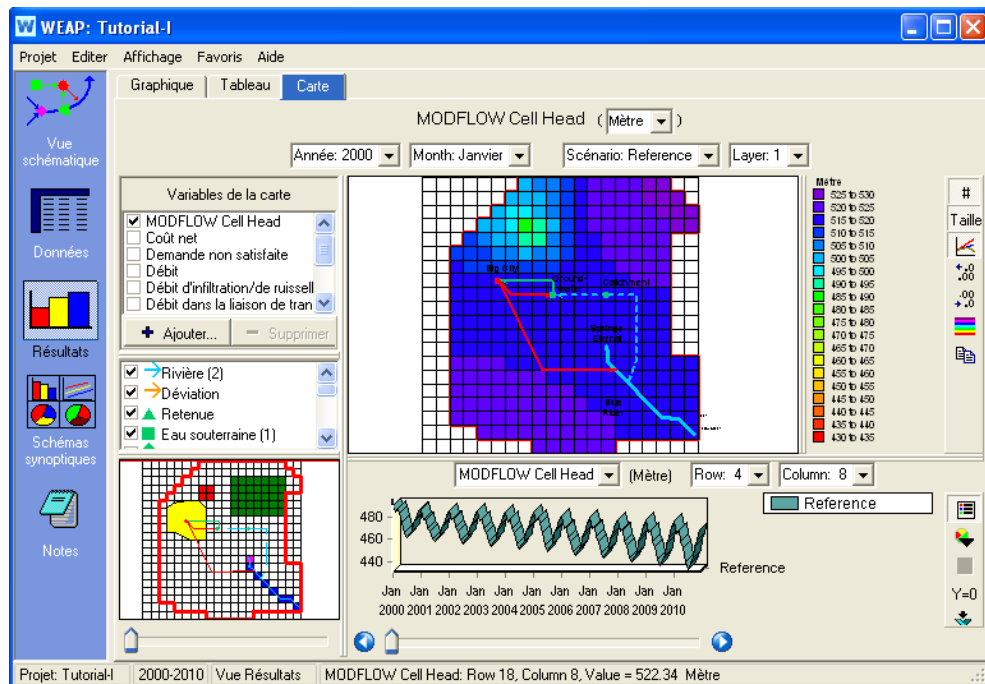 WEAP: Tutorial-I
Projet Editer Affichage Favoris Aide
Vue schématique
Données
Résultats
Schémas synoptiques
Notes
Graphique Tableau Carte
MODFLOW Cell Head ( Mètre )
Année: 2000 Month: Janvier Scénario: Reference Layer: 1
Variables de la carte
MODFLOW Cell Head
Coût net
Demande non satisfaite
Débit
Débit d'infiltration/de ruissell
Débit dans la liaison de tran
Ajouter... Supprimer
Rivière (2)
Déviation
Retenue
Eau souterraine (1)
Big City
Catchment
Mètre
525 to 530
520 to 525
515 to 520
510 to 515
505 to 510
500 to 505
495 to 500
490 to 495
485 to 490
480 to 485
475 to 480
470 to 475
465 to 470
460 to 465
455 to 460
450 to 455
445 to 450
440 to 445
435 to 440
430 to 435
#
Taille
Y=0
MODFLOW Cell Head (Mètre) Row: 4 Column: 8
Reference
480
460
440
Reference
Jan Jan Jan Jan Jan Jan Jan Jan Jan Jan Jan
2000 2001 2002 2003 2004 2005 2006 2007 2008 2009 2010
Projet: Tutorial-I 2000-2010 Vue Résultats MODFLOW Cell Head: Row 18, Column 8, Value = 522.34 Mètre